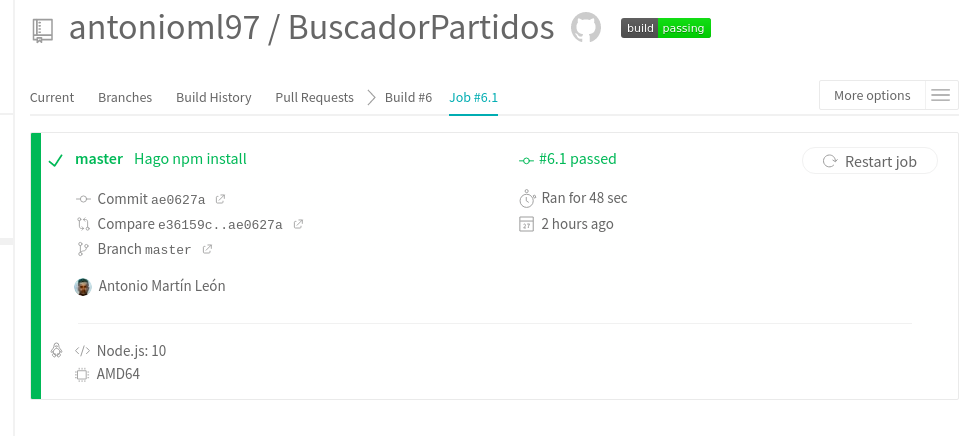 antonioml97 / BuscadorPartidos build passing
Current Branches Build History Pull Requests Build #6 Job #6.1 More options
master Hago npm install #6.1 passed Restart job
Commit ae0627a Ran for 48 sec
Compare e36159c..ae0627a 27 2 hours ago
Branch master
Antonio Martín León
</> Node.js: 10
AMD64